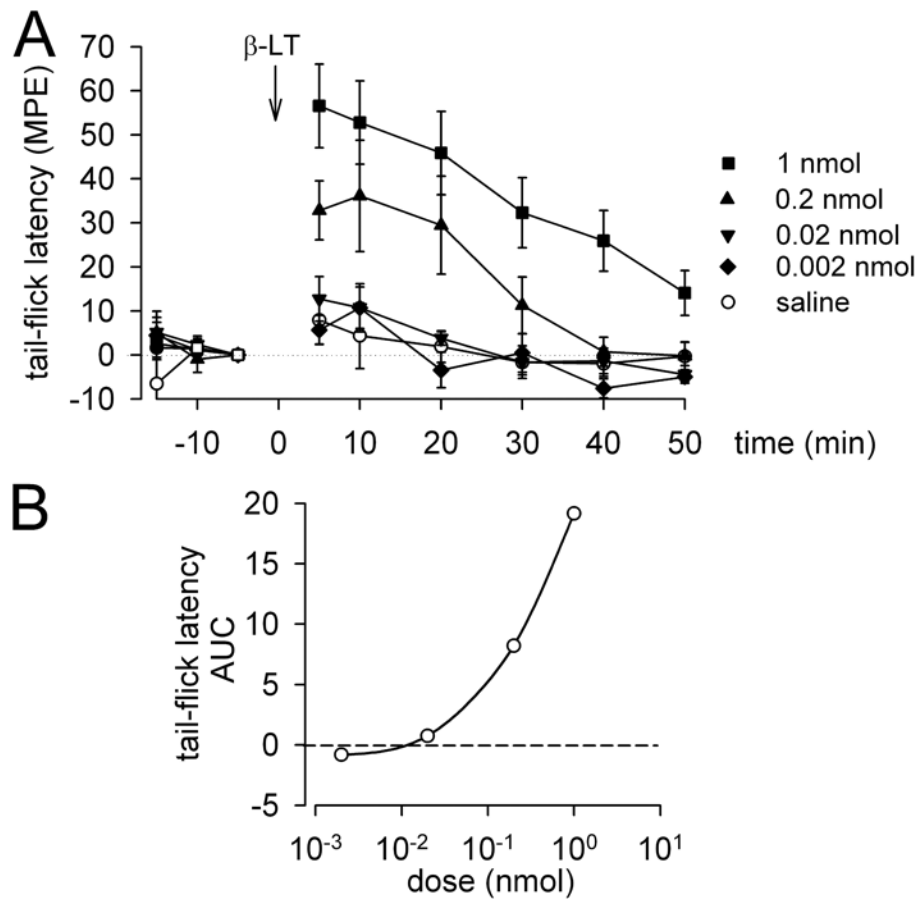 A
β-LT
tail-flick latency (MPE)
70
60
50
40
30
20
10
0
-10
-10 0 10 20 30 40 50 time (min)
1 nmol
0.2 nmol
0.02 nmol
0.002 nmol
saline
B
tail-flick latency
AUC
20
15
10
5
0
-5
10⁻³ 10⁻² 10⁻¹ 10⁰ 10¹
dose (nmol)